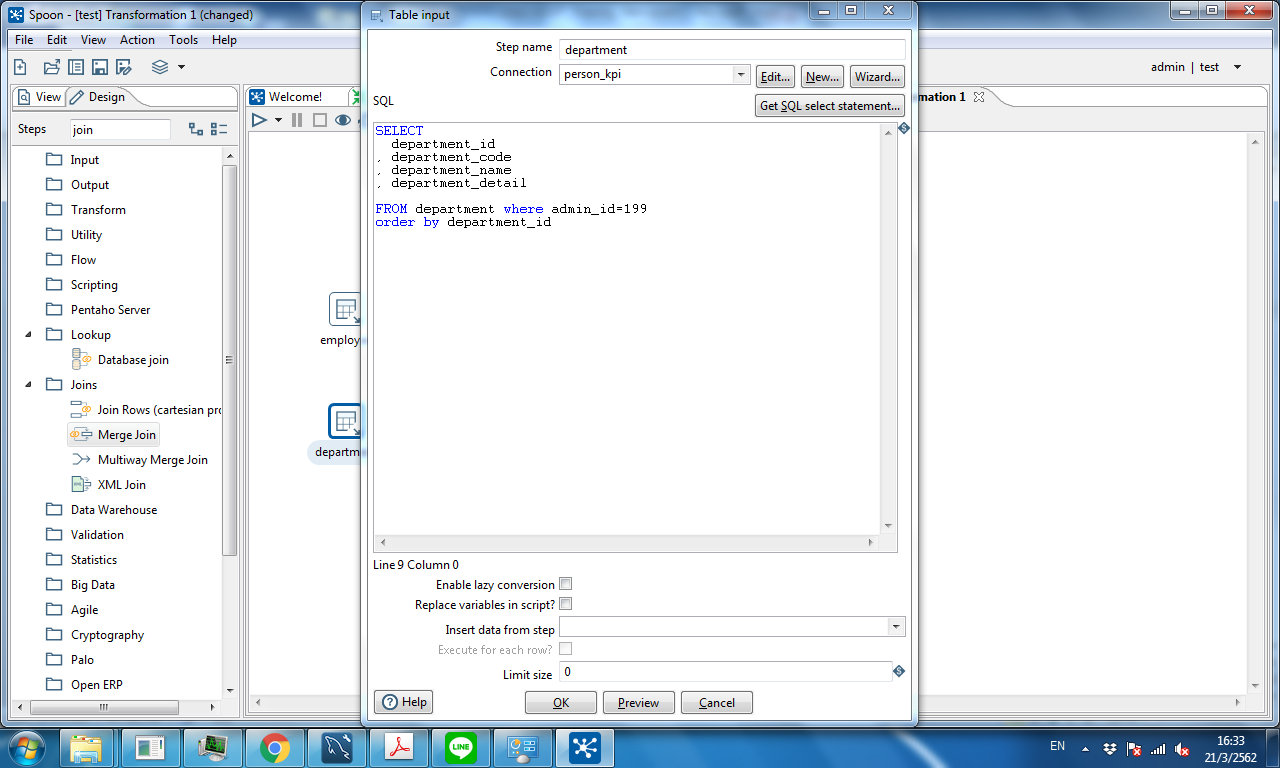 Spoon - [test] Transformation 1 (changed)
File Edit View Action Tools Help
admin | test
View Design
Steps join
Input
Output
Transform
Utility
Flow
Scripting
Pentaho Server
Lookup
Database join
Joins
Join Rows (cartesian pro
Merge Join
Multiway Merge Join
XML Join
Data Warehouse
Validation
Statistics
Big Data
Agile
Cryptography
Palo
Open ERP
Welcome!
mation 1
employ
departm
Table input
Step name department
Connection person_kpi Edit... New... Wizard...
SQL Get SQL select statement...
SELECT
department_id
, department_code
, department_name
, department_detail
FROM department where admin_id=199
order by department_id
Line 9 Column 0
Enable lazy conversion
Replace variables in script?
Insert data from step
Execute for each row?
Limit size 0
Help OK Preview Cancel
LINE
EN
16:33
21/3/2562